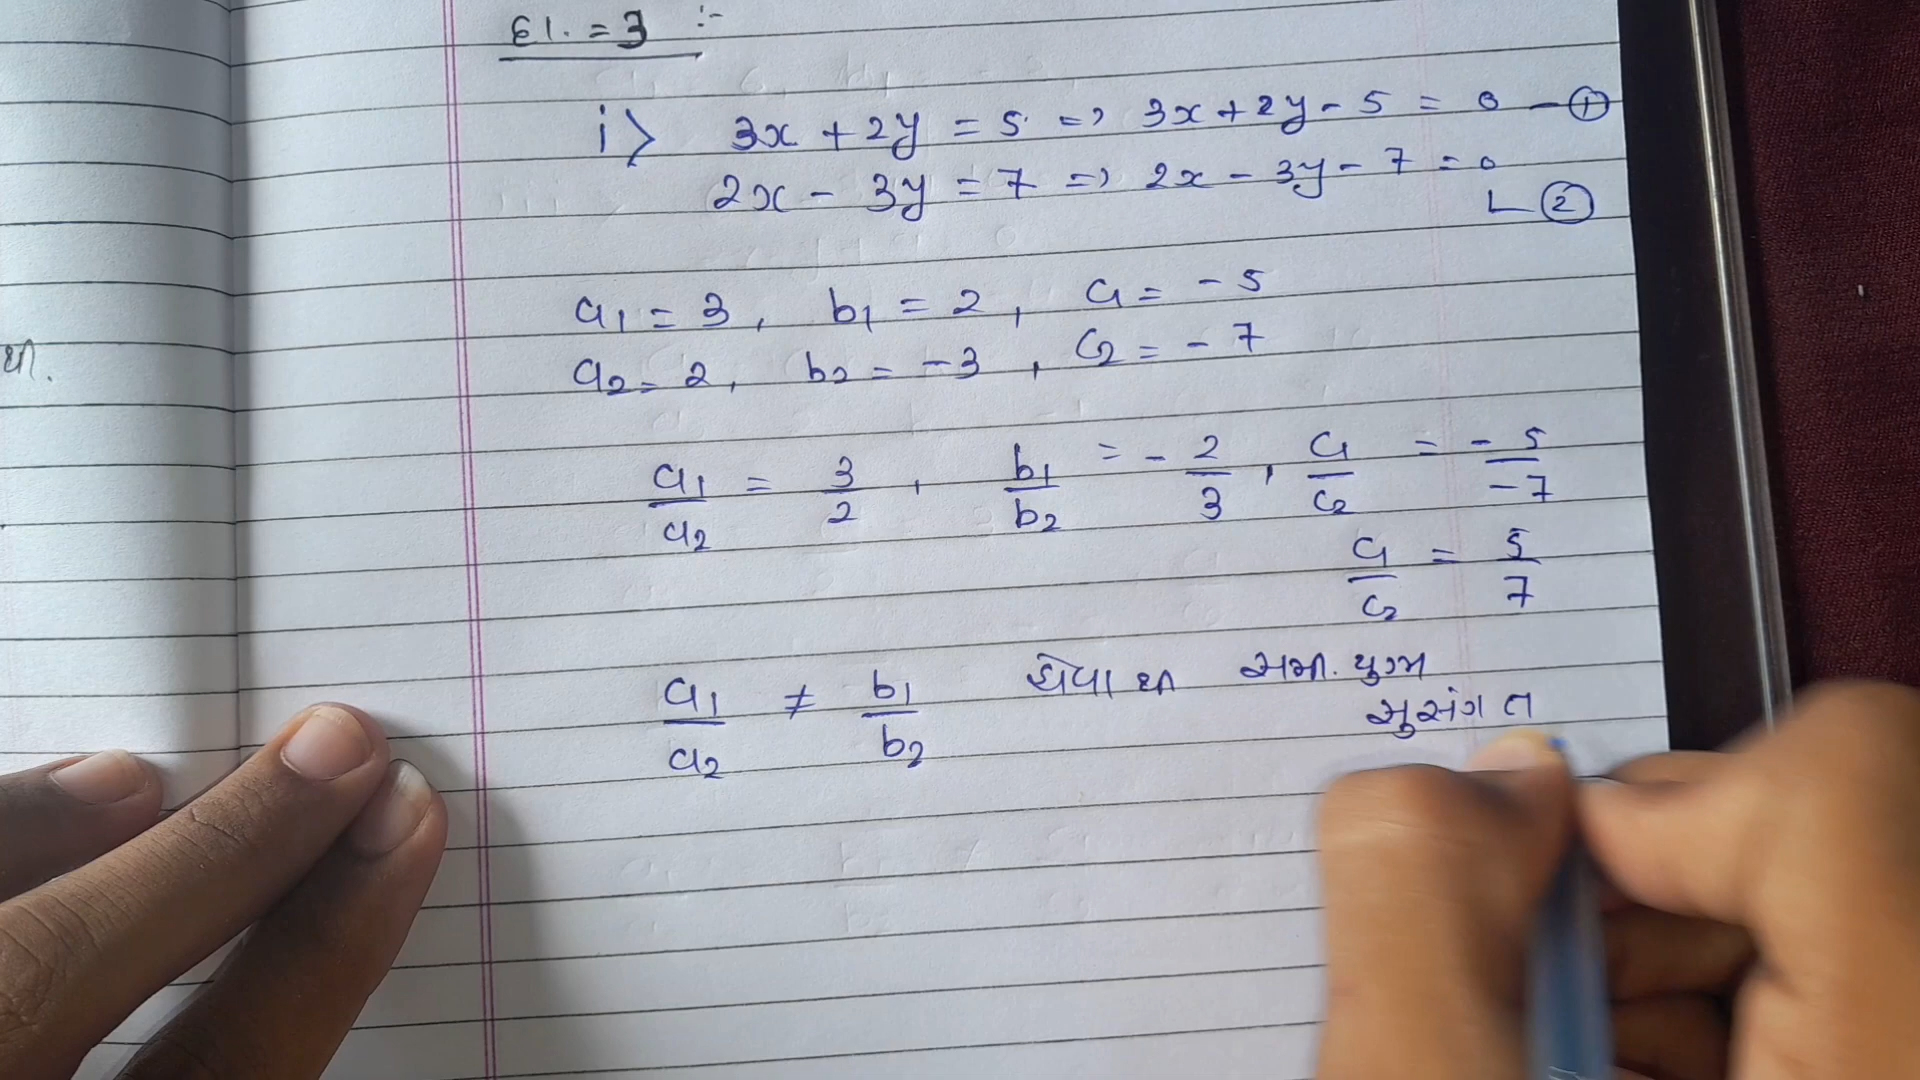 દા. = 3 :-
i> 3x + 2y = 5 => 3x + 2y - 5 = 0 — ①
2x - 3y = 7 => 2x - 3y - 7 = 0
∟ ②
a1 = 3, b1 = 2, c1 = - 5
a2 = 2, b2 = -3, c2 = - 7
a1/a2 = 3/2, b1/b2 = - 2/3, c1/c2 = - 5/-7
c1/c2 = 5/7
a1/a2 ≠ b1/b2 હોવાથી સમી. યુગ્મ
સુસંગત